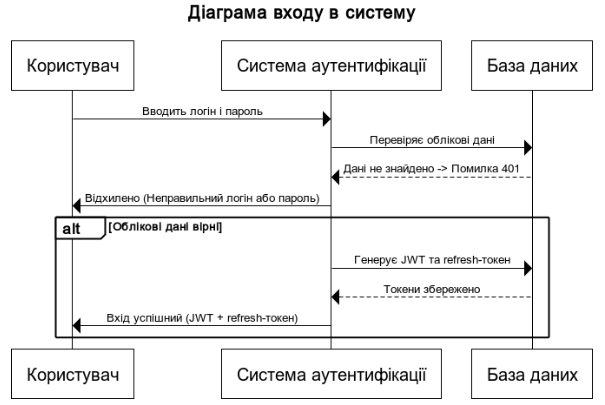 Діаграма входу в систему
Користувач
Система аутентифікації
База даних
Вводить логін і пароль
Перевіряє облікові дані
Дані не знайдено -> Помилка 401
Відхилено (Неправильний логін або пароль)
alt [Облікові дані вірні]
Генерує JWT та refresh-токен
Токени збережено
Вхід успішний (JWT + refresh-токен)
Користувач
Система аутентифікації
База даних